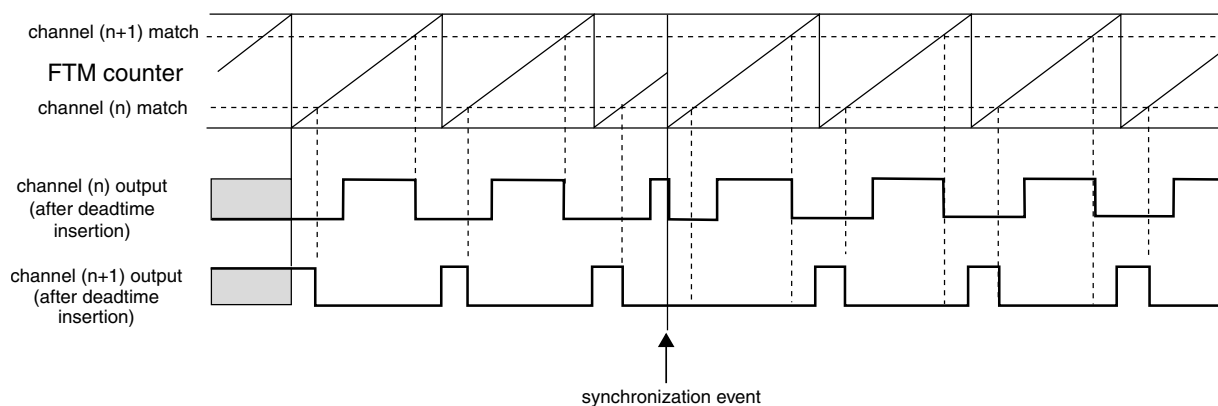 channel (n+1) match
FTM counter
channel (n) match
channel (n) output
(after deadtime
insertion)
channel (n+1) output
(after deadtime
insertion)
synchronization event